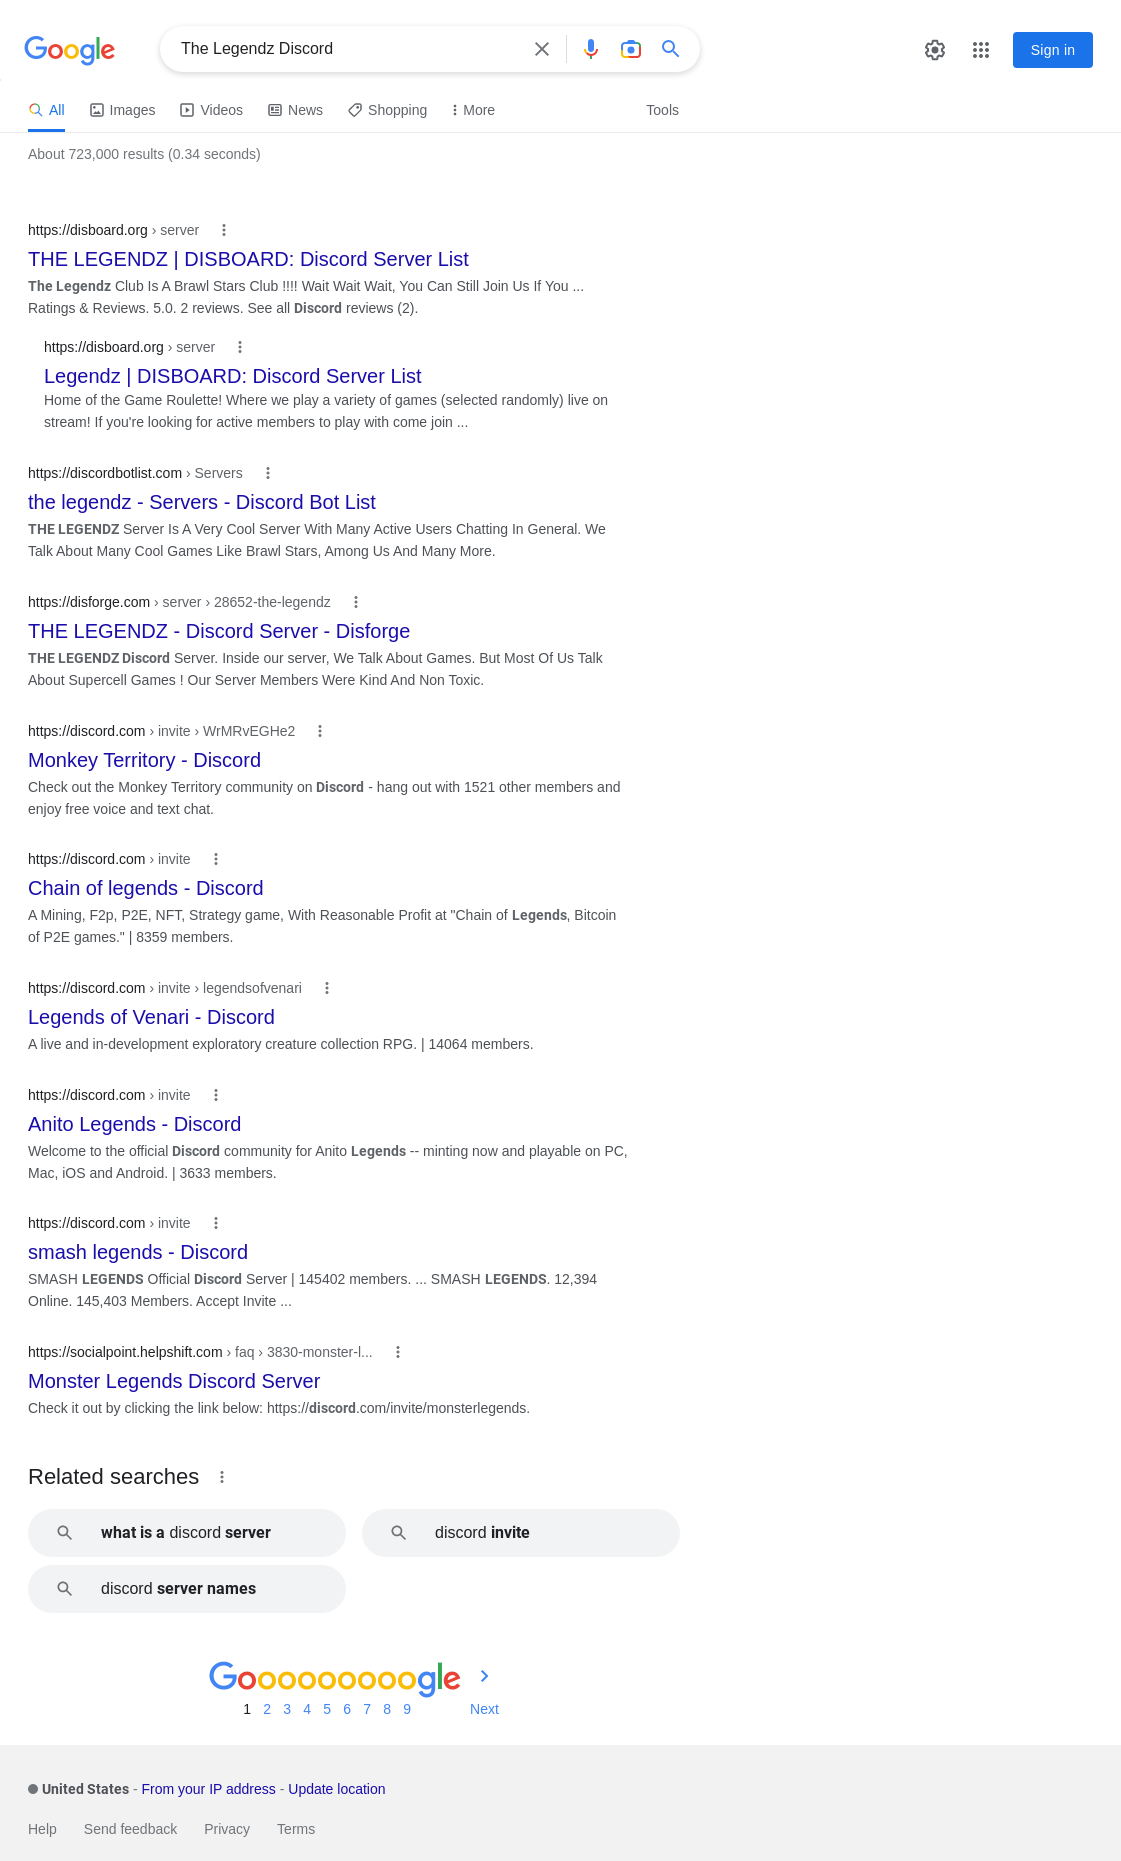 Google
The Legendz Discord
Sign in
All Images Videos News Shopping More Tools
About 723,000 results (0.34 seconds)
https://disboard.org › server
THE LEGENDZ | DISBOARD: Discord Server List
The Legendz Club Is A Brawl Stars Club !!!! Wait Wait Wait, You Can Still Join Us If You ...
Ratings & Reviews. 5.0. 2 reviews. See all Discord reviews (2).
https://disboard.org › server
Legendz | DISBOARD: Discord Server List
Home of the Game Roulette! Where we play a variety of games (selected randomly) live on
stream! If you're looking for active members to play with come join ...
https://discordbotlist.com › Servers
the legendz - Servers - Discord Bot List
THE LEGENDZ Server Is A Very Cool Server With Many Active Users Chatting In General. We
Talk About Many Cool Games Like Brawl Stars, Among Us And Many More.
https://disforge.com › server › 28652-the-legendz
THE LEGENDZ - Discord Server - Disforge
THE LEGENDZ Discord Server. Inside our server, We Talk About Games. But Most Of Us Talk
About Supercell Games ! Our Server Members Were Kind And Non Toxic.
https://discord.com › invite › WrMRvEGHe2
Monkey Territory - Discord
Check out the Monkey Territory community on Discord - hang out with 1521 other members and
enjoy free voice and text chat.
https://discord.com › invite
Chain of legends - Discord
A Mining, F2p, P2E, NFT, Strategy game, With Reasonable Profit at "Chain of Legends, Bitcoin
of P2E games." | 8359 members.
https://discord.com › invite › legendsofvenari
Legends of Venari - Discord
A live and in-development exploratory creature collection RPG. | 14064 members.
https://discord.com › invite
Anito Legends - Discord
Welcome to the official Discord community for Anito Legends -- minting now and playable on PC,
Mac, iOS and Android. | 3633 members.
https://discord.com › invite
smash legends - Discord
SMASH LEGENDS Official Discord Server | 145402 members. ... SMASH LEGENDS. 12,394
Online. 145,403 Members. Accept Invite ...
https://socialpoint.helpshift.com › faq › 3830-monster-l...
Monster Legends Discord Server
Check it out by clicking the link below: https://discord.com/invite/monsterlegends.
Related searches
what is a discord server
discord invite
discord server names
Goooooooooogle
1 2 3 4 5 6 7 8 9 Next
United States - From your IP address - Update location
Help Send feedback Privacy Terms